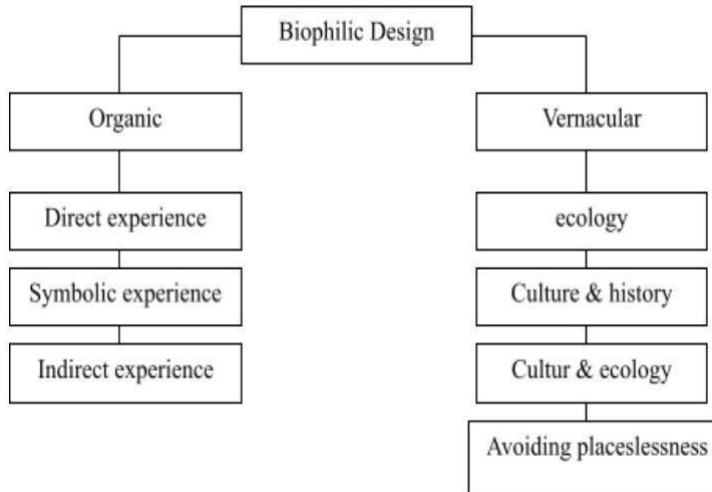 Biophilic Design
Organic
Vernacular
Direct experience
ecology
Symbolic experience
Culture & history
Indirect experience
Cultur & ecology
Avoiding placeslessness